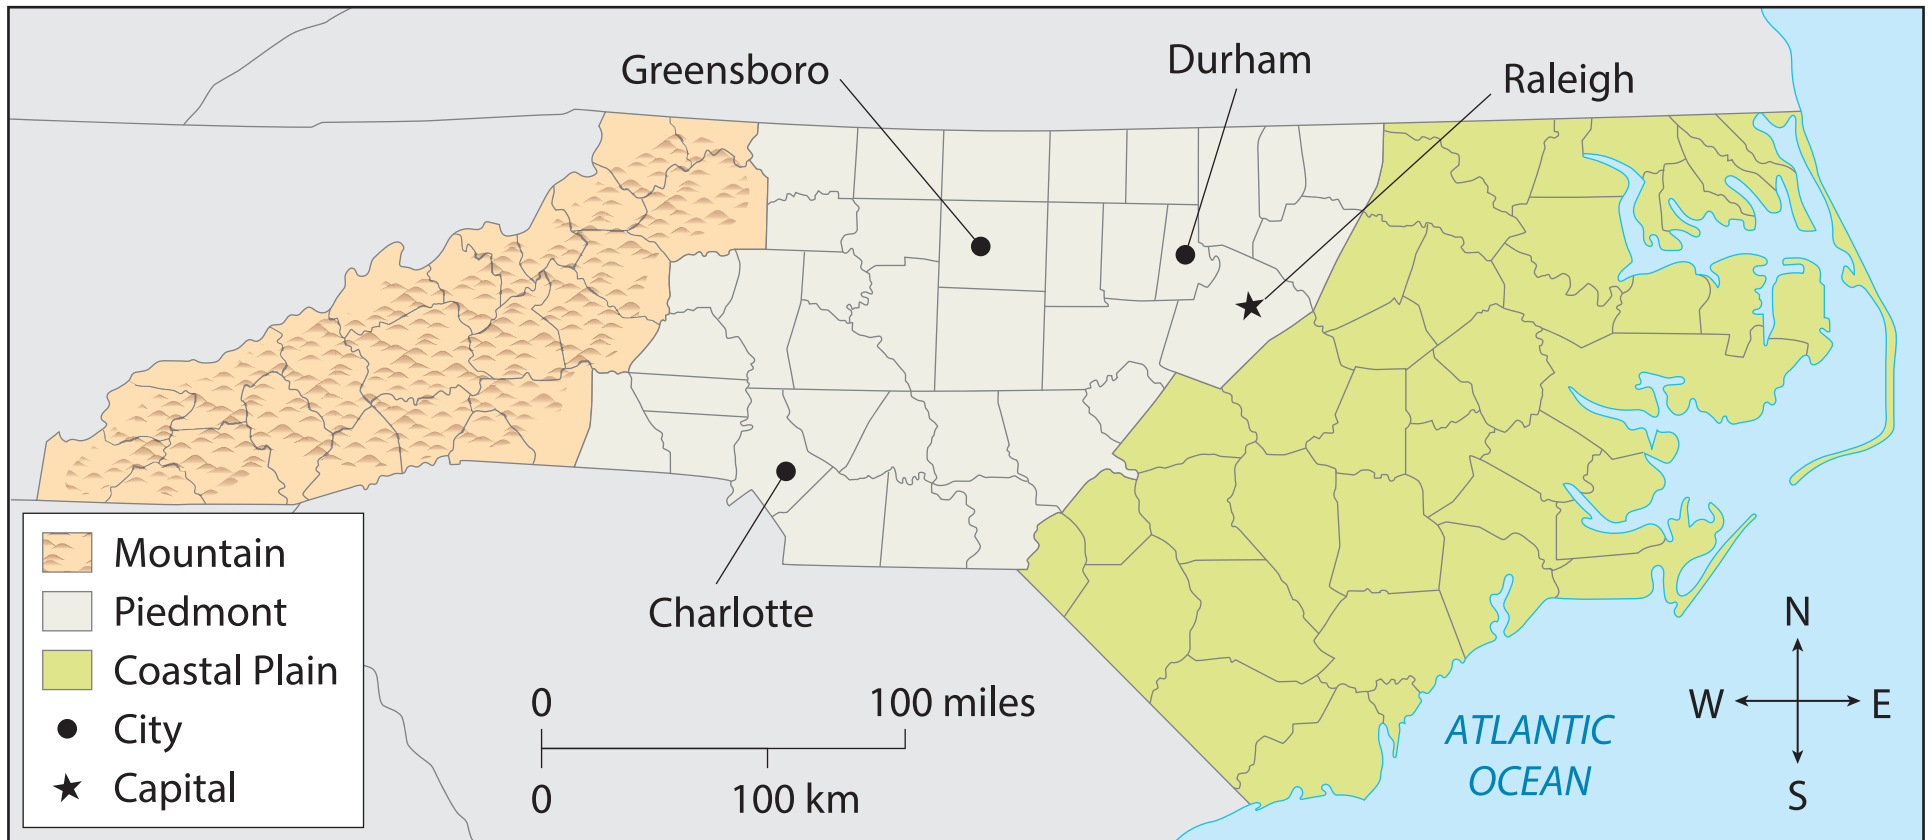 Greensboro
Durham
Raleigh
Charlotte
Mountain
Piedmont
Coastal Plain
City
Capital
0 100 miles
0 100 km
ATLANTIC
OCEAN
N
W E
S